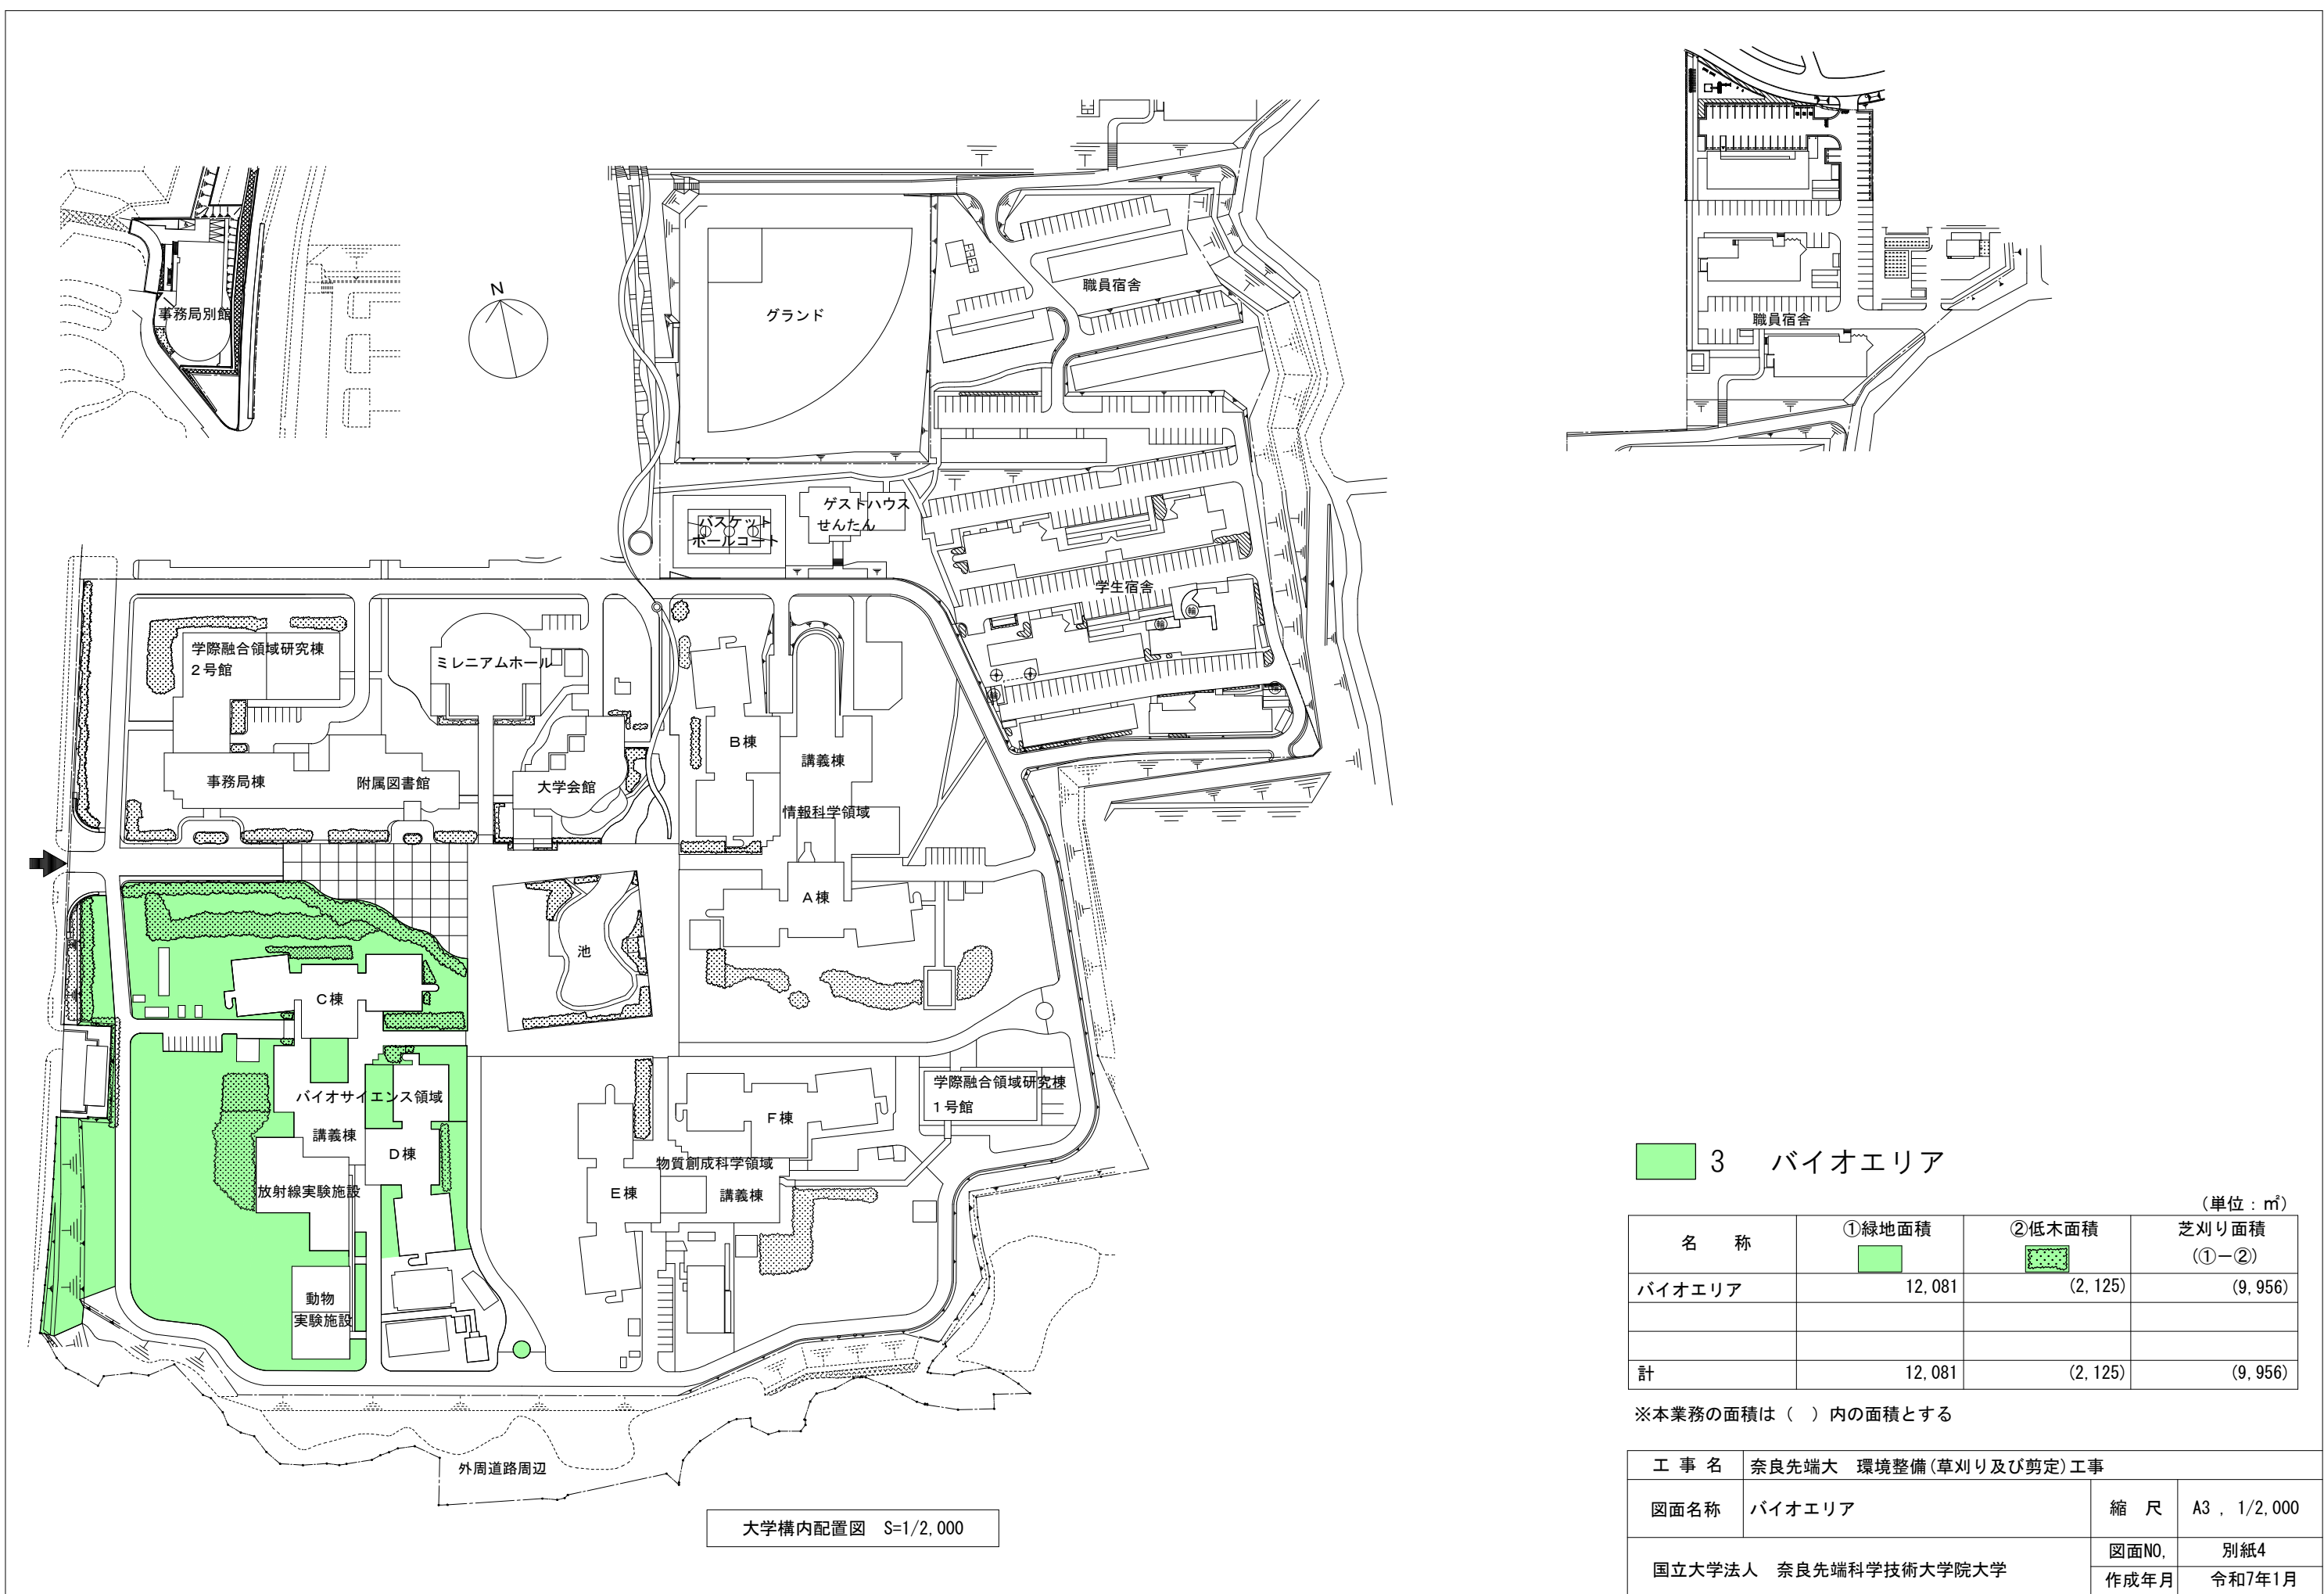 事務局別館
N
グランド
職員宿舎
職員宿舎
バスケット
ボールコート
ゲストハウス
せんたん
学生宿舎
輪
輪
輪
輪
学際融合領域研究棟
2号館
ミレニアムホール
事務局棟
附属図書館
大学会館
B棟
講義棟
情報科学領域
A棟
池
C棟
バイオサイエンス領域
講義棟
D棟
放射線実験施設
動物
実験施設
F棟
物質創成科学領域
E棟
講義棟
学際融合領域研究棟
1号館
外周道路周辺
大学構内配置図 S=1/2,000
3 バイオエリア
(単位:㎡)
名 称 ①緑地面積 ②低木面積 芝刈り面積
(①-②)
バイオエリア 12,081 (2,125) (9,956)
計 12,081 (2,125) (9,956)
※本業務の面積は( )内の面積とする
工 事 名 奈良先端大 環境整備(草刈り及び剪定)工事
図面名称 バイオエリア 縮 尺 A3 , 1/2,000
国立大学法人 奈良先端科学技術大学院大学
図面NO, 別紙4
作成年月 令和7年1月